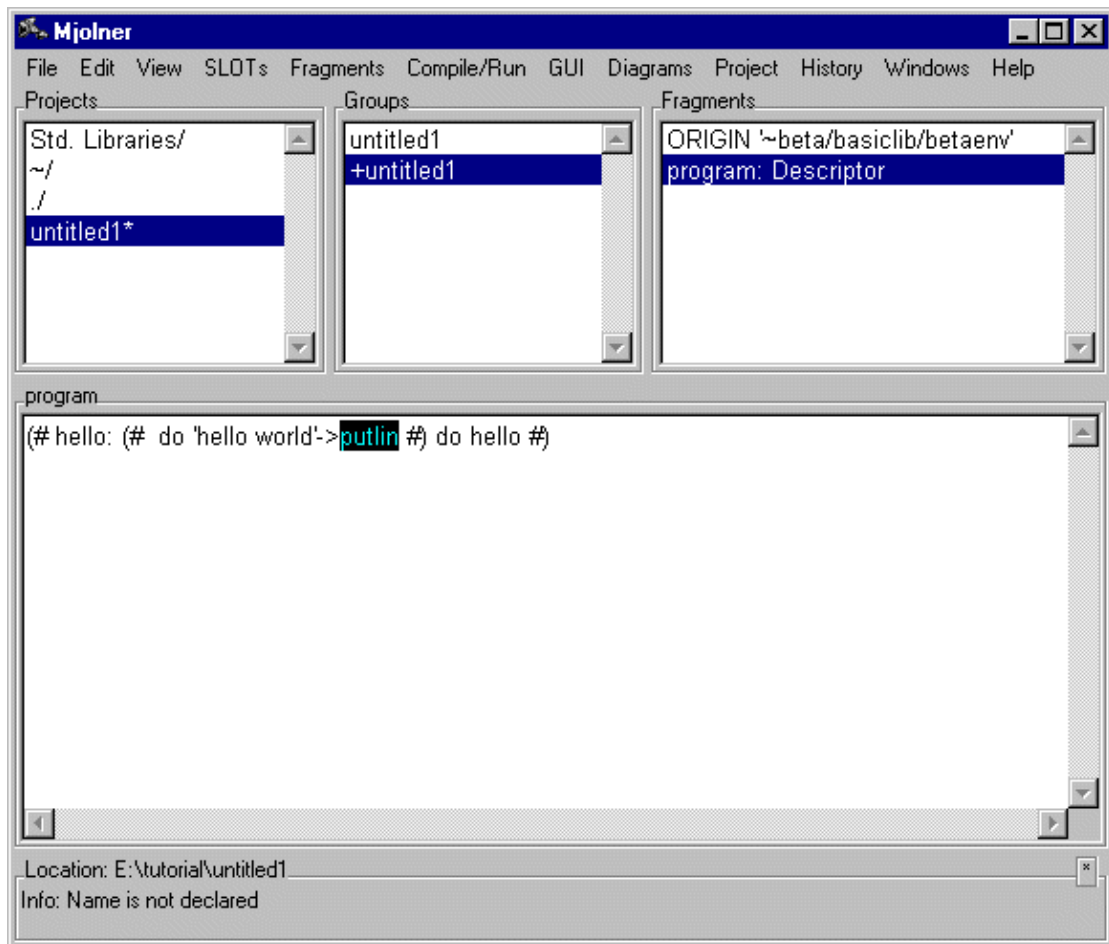 Mjolner
File Edit View SLOTs Fragments Compile/Run GUI Diagrams Project History Windows Help
Projects
Std. Libraries/
~/
./
untitled1*
Groups
untitled1
+untitled1
Fragments
ORIGIN '~beta/basiclib/betaenv'
program: Descriptor
program
(# hello: (# do 'hello world'->putlin #) do hello #)
Location: E:\tutorial\untitled1
Info: Name is not declared